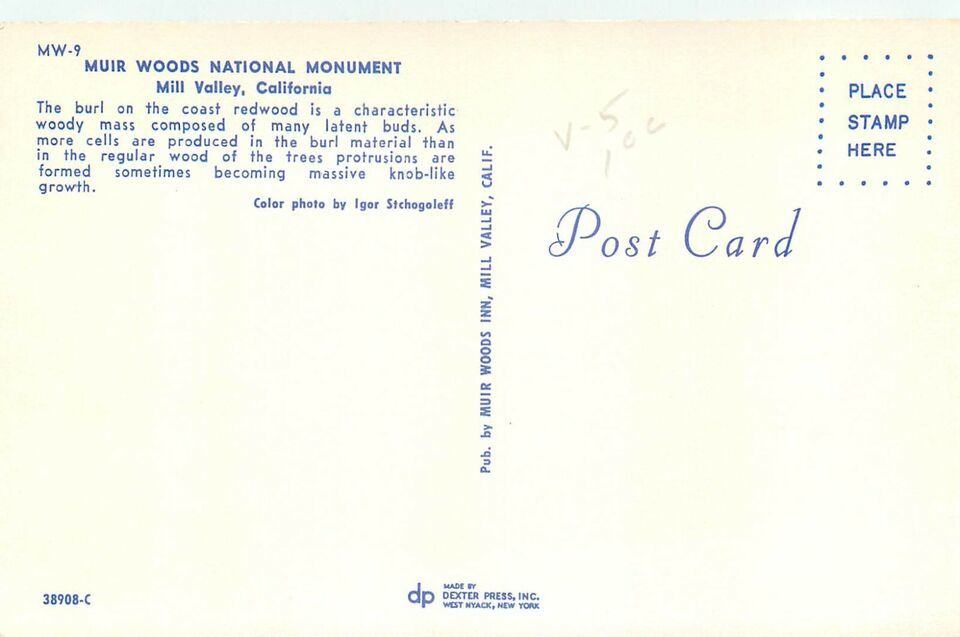 MW-9
MUIR WOODS NATIONAL MONUMENT
Mill Valley, California
The burl on the coast redwood is a characteristic
woody mass composed of many latent buds. As
more cells are produced in the burl material than
in the regular wood of the trees protrusions are
formed sometimes becoming massive knob-like
growth.
Color photo by Igor Stchogoleff
Pub. by MUIR WOODS INN, MILL VALLEY, CALIF.
PLACE
STAMP
HERE
Post Card
38908-C
dp
MADE BY
DEXTER PRESS, INC.
WEST NYACK, NEW YORK